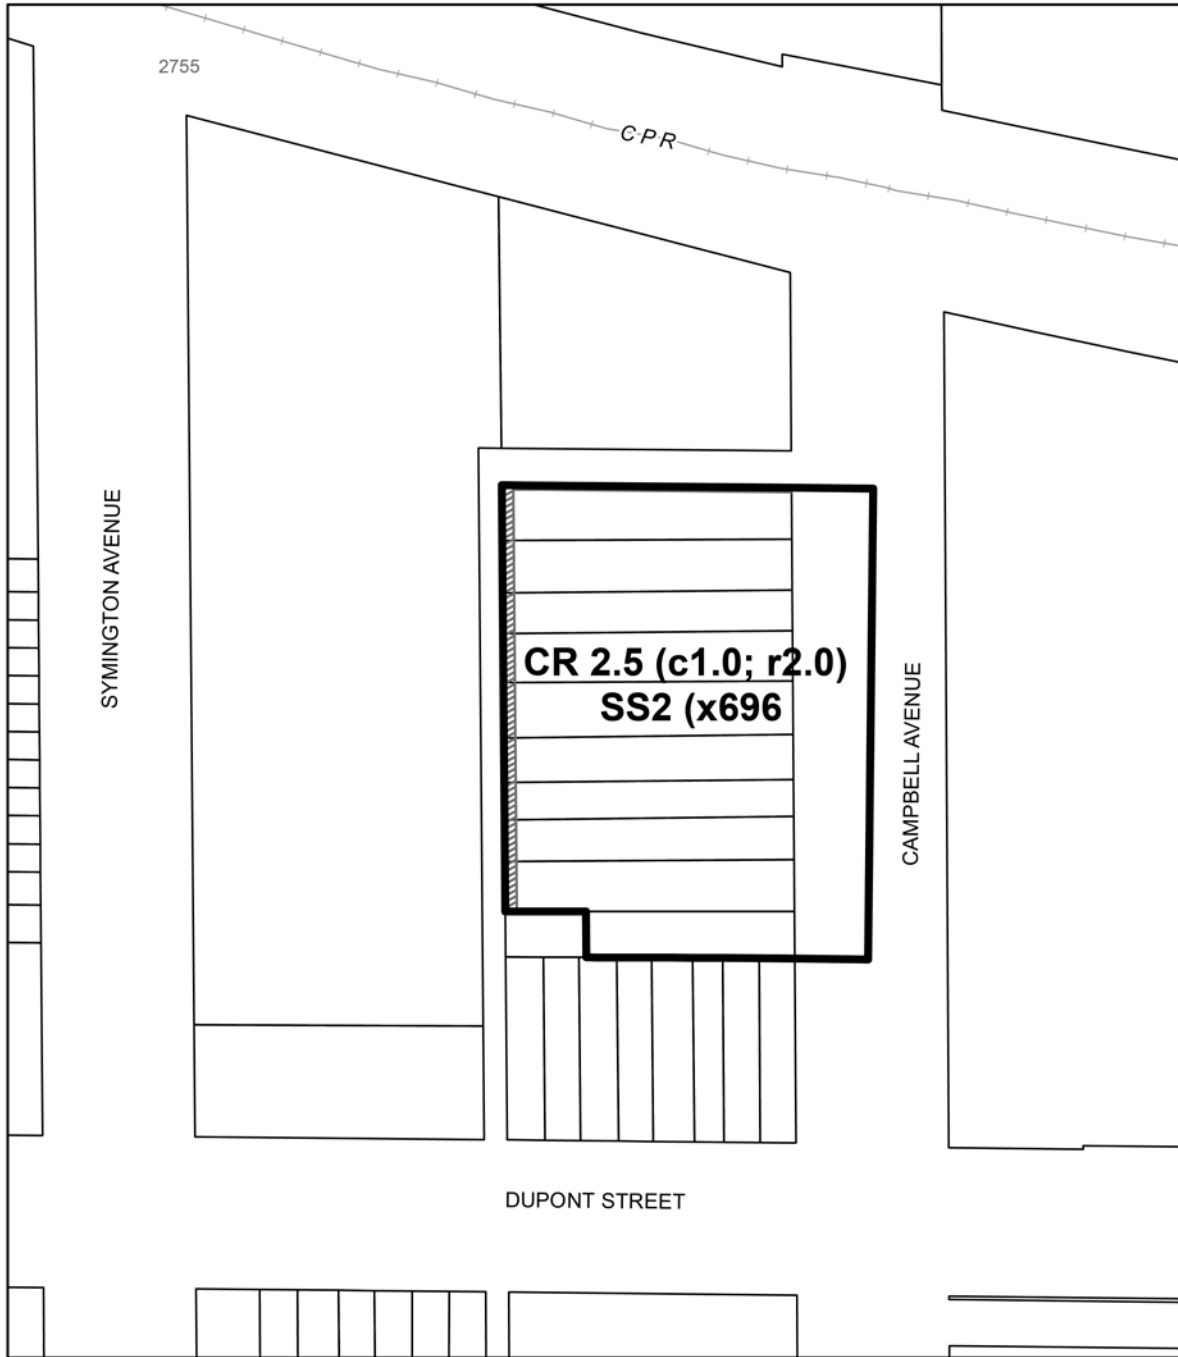 2755
CPR
SYMINGTON AVENUE
CR 2.5 (c1.0; r2.0)
SS2 (x696
CAMPBELL AVENUE
DUPONT STREET